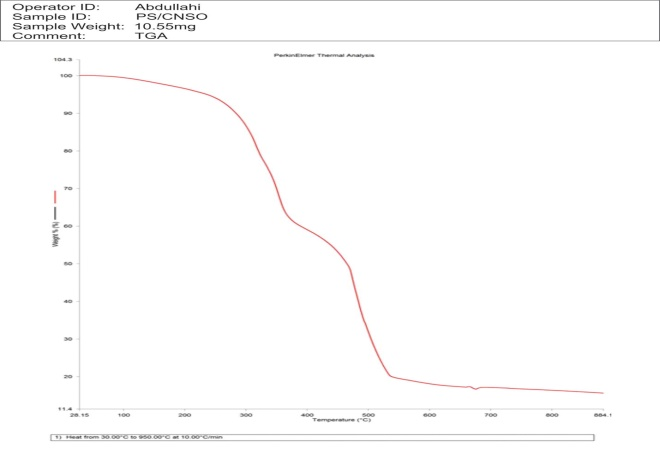 Operator ID: Abdullahi
Sample ID: PS/CNSO
Sample Weight: 10.55mg
Comment: TGA
PerkinElmer Thermal Analysis
104.3
100
90
80
70
60
50
40
30
20
11.4
Weight % (%)
28.15 100 200 300 400 500 600 700 800 884.1
Temperature (°C)
1) Heat from 30.00°C to 950.00°C at 10.00°C/min